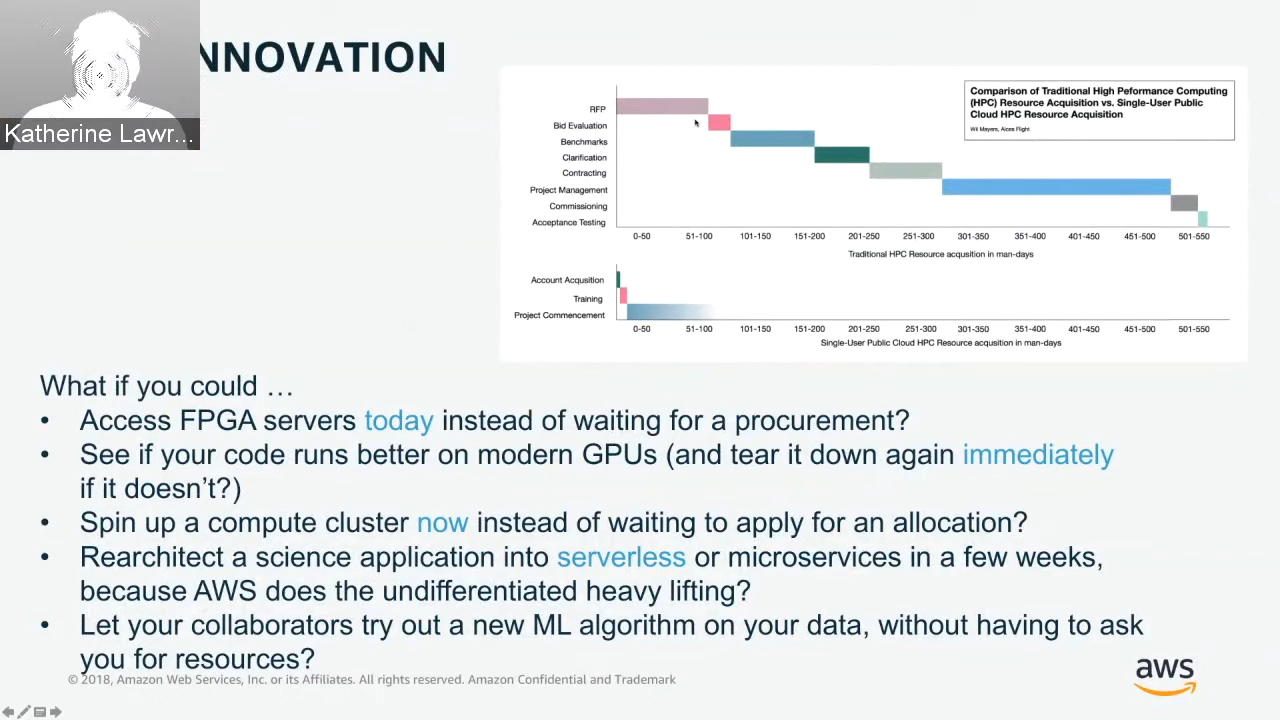 NNOVATION
Katherine Lawr...
Comparison of Traditional High Peformance Computing
(HPC) Resource Acquisition vs. Single-User Public
Cloud HPC Resource Acquisition
Wil Mayers, Alces Flight
RFP
Bid Evaluation
Benchmarks
Clarification
Contracting
Project Management
Commissioning
Acceptance Testing
0-50 51-100 101-150 151-200 201-250 251-300 301-350 351-400 401-450 451-500 501-550
Traditional HPC Resource acqusition in man-days
Account Acqusition
Training
Project Commencement
0-50 51-100 101-150 151-200 201-250 251-300 301-350 351-400 401-450 451-500 501-550
Single-User Public Cloud HPC Resource acqusition in man-days
What if you could …
• Access FPGA servers today instead of waiting for a procurement?
• See if your code runs better on modern GPUs (and tear it down again immediately
if it doesn't?)
• Spin up a compute cluster now instead of waiting to apply for an allocation?
• Rearchitect a science application into serverless or microservices in a few weeks,
because AWS does the undifferentiated heavy lifting?
• Let your collaborators try out a new ML algorithm on your data, without having to ask
you for resources?
© 2018, Amazon Web Services, Inc. or its Affiliates. All rights reserved. Amazon Confidential and Trademark
aws